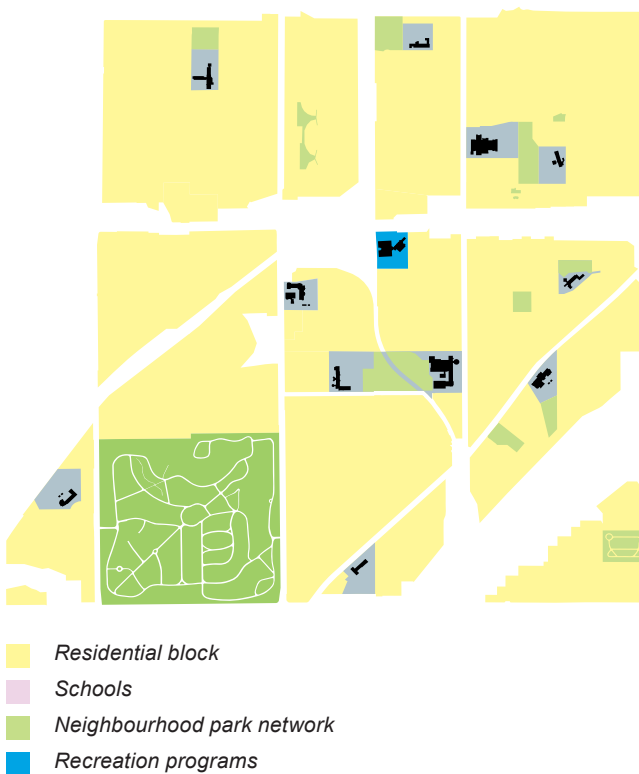 Residential block
Schools
Neighbourhood park network
Recreation programs